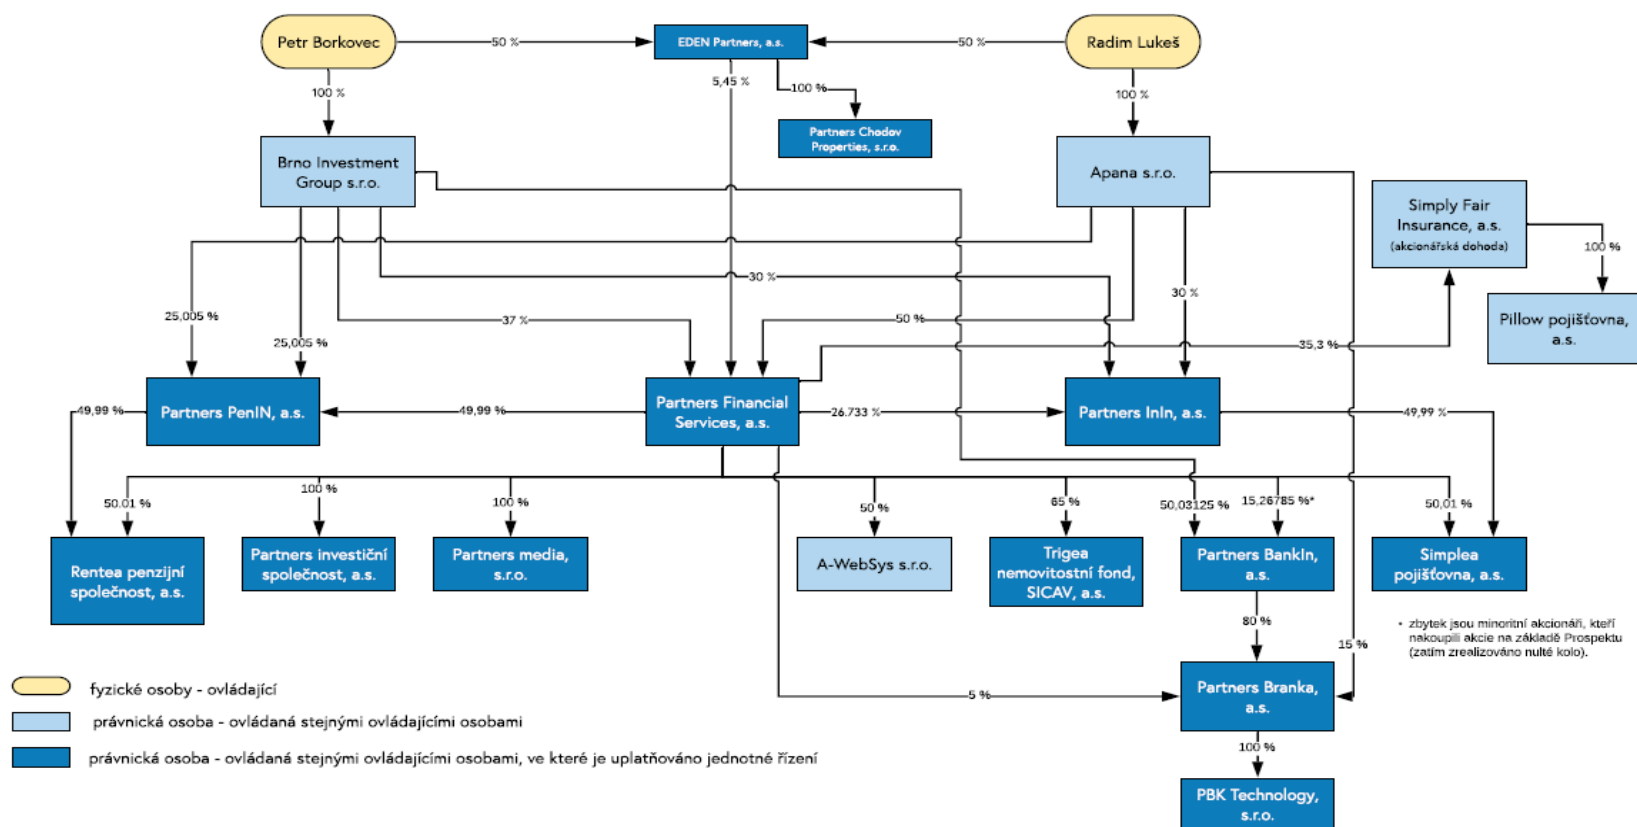 Petr Borkovec
50 %
EDEN Partners, a.s.
50 %
Radim Lukeš
100 %
5,45 %
100 %
100 %
Partners Chodov
Properties, s.r.o.
Brno Investment
Group s.r.o.
Apana s.r.o.
Simply Fair
Insurance, a.s.
(akcionářská dohoda)
100 %
30 %
30 %
25,005 %
37 %
50 %
Pillow pojišťovna,
a.s.
25,005 %
35,3 %
49,99 %
Partners PenIN, a.s.
49,99 %
Partners Financial
Services, a.s.
26.733 %
Partners InIn, a.s.
49,99 %
50.01 %
100 %
100 %
50 %
65 %
50,03125%
15,26785 %*
50,01 %
Rentea penzijní
společnost, a.s.
Partners investiční
společnost, a.s.
Partners media,
s.r.o.
A-WebSys s.r.o.
Trigea
nemovitostní fond,
SICAV, a.s.
Partners BankIn,
a.s.
Simplea
pojišťovna, a.s.
80 %
15 %
* zbytek jsou minoritní akcionáři, kteří
nakoupili akcie na základě Prospektu
(zatím zrealizováno nulté kolo).
5 %
Partners Branka,
a.s.
100 %
PBK Technology,
s.r.o.
fyzické osoby - ovládající
právnická osoba - ovládaná stejnými ovládajícími osobami
právnická osoba - ovládaná stejnými ovládajícími osobami, ve které je uplatňováno jednotné řízení